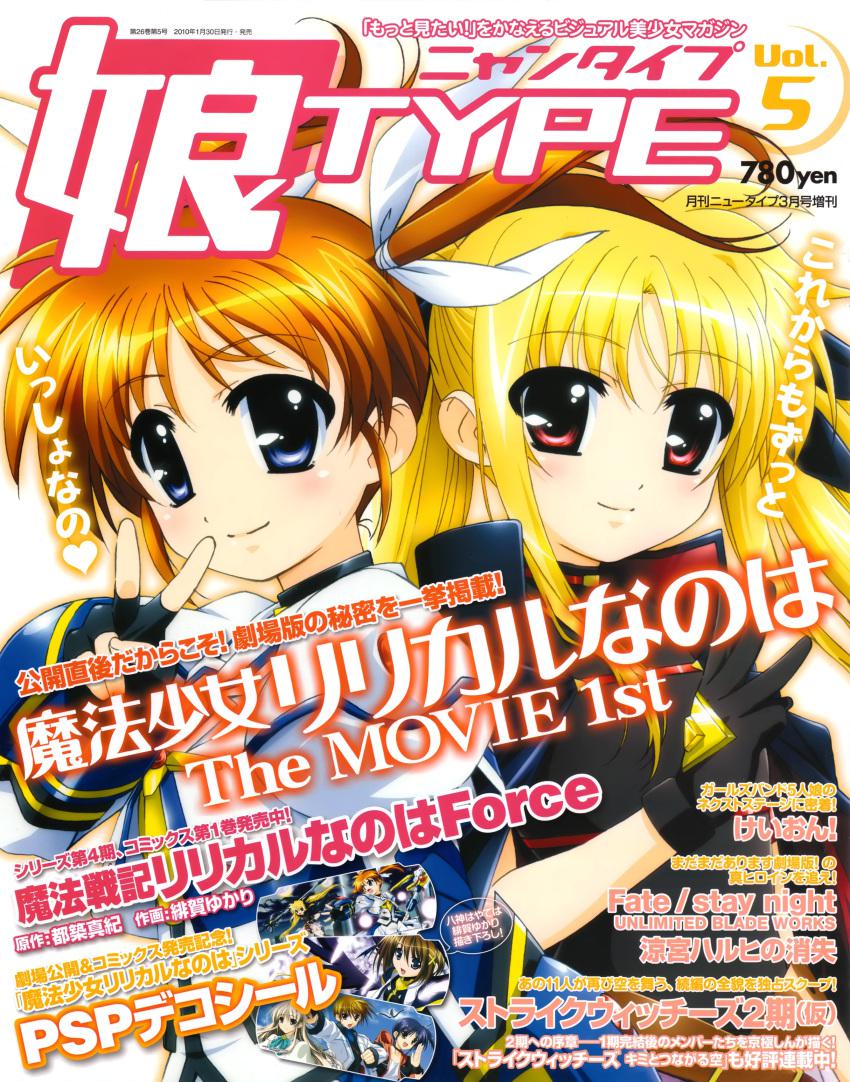 第26巻第5号 2010年1月30日発行・発売
「もっと見たい!」をかなえるビジュアル美少女マガジン
ニャンタイプ
娘TYPE
Vol.
5
780yen
月刊ニュータイプ3月号増刊
これからもずっと
いっしょなの♥
公開直後だからこそ!劇場版の秘密を一挙掲載!
魔法少女リリカルなのは
The MOVIE 1st
シリーズ第4期、コミックス第1巻発売中!
魔法戦記リリカルなのはForce
原作:都築真紀 作画:緋賀ゆかり
八神はやては
緋賀ゆかり
描き下ろし!
劇場公開&コミックス発売記念!
「魔法少女リリカルなのは」シリーズ
PSPデコシール
ガールズバンド5人娘の
ネクストステージに密着!
けいおん!
まだまだあります劇場版!の
真ヒロインを追え!
Fate/stay night
UNLIMITED BLADE WORKS
涼宮ハルヒの消失
あの11人が再び空を舞う、続編の全貌を独占スクープ!
ストライクウィッチーズ2期(仮)
2期への序章――1期完結後のメンバーたちを京極しんが描く!
「ストライクウィッチーズ キミとつながる空」も好評連載中!